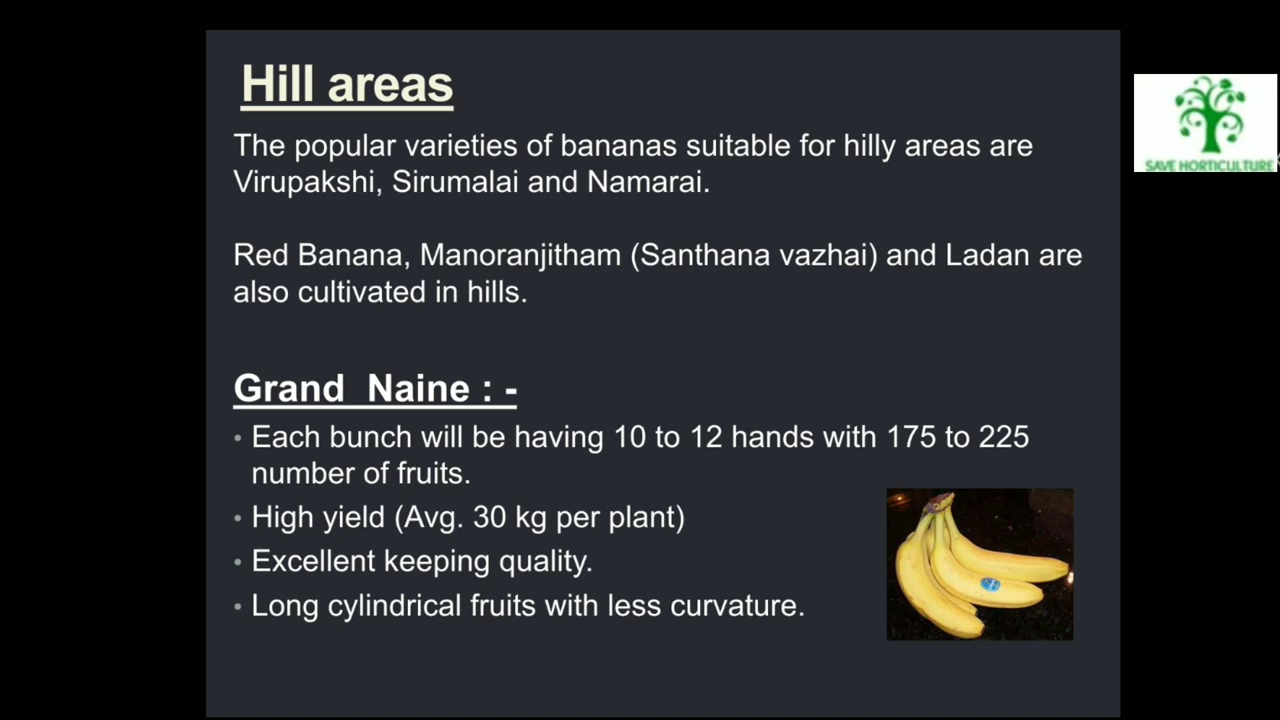 Hill areas
The popular varieties of bananas suitable for hilly areas are
Virupakshi, Sirumalai and Namarai.
Red Banana, Manoranjitham (Santhana vazhai) and Ladan are
also cultivated in hills.
Grand Naine : -
• Each bunch will be having 10 to 12 hands with 175 to 225
number of fruits.
• High yield (Avg. 30 kg per plant)
• Excellent keeping quality.
• Long cylindrical fruits with less curvature.
SAVE HORTICULTURE